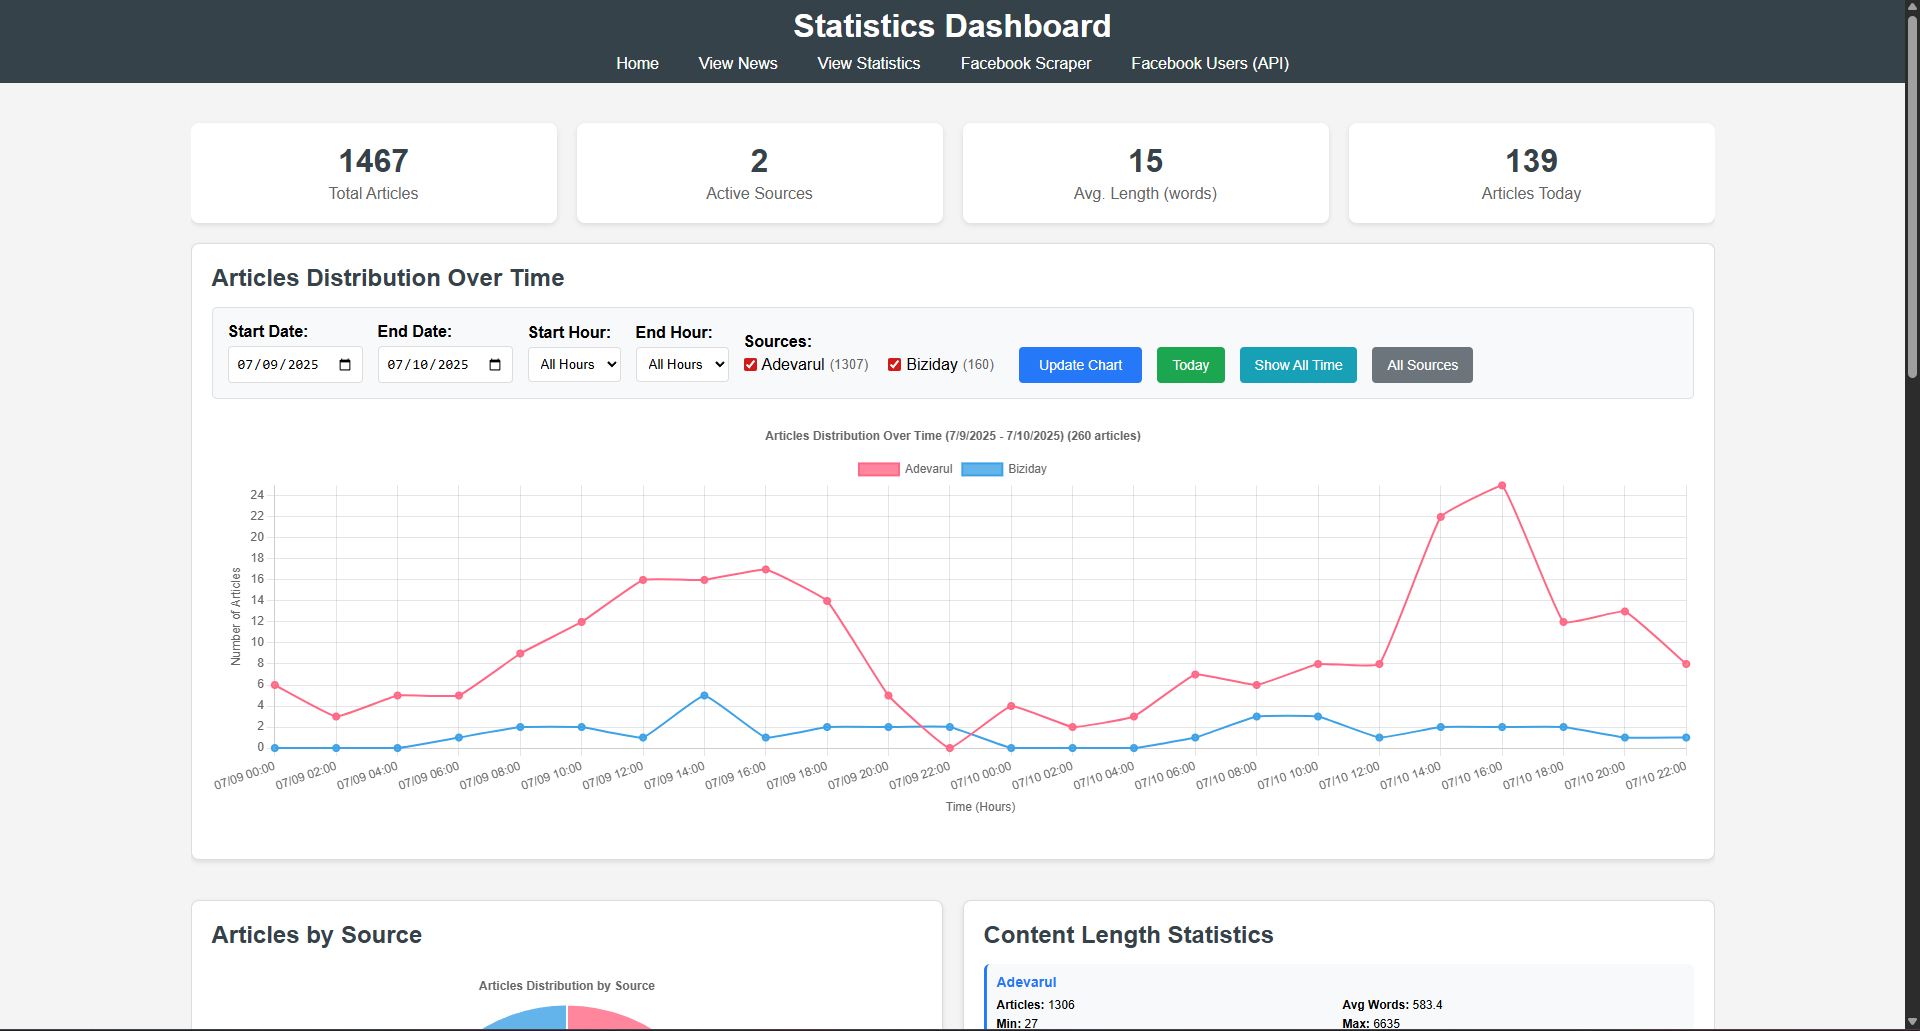 Statistics Dashboard
Home View News View Statistics Facebook Scraper Facebook Users (API)
1467 2 15 139
Total Articles Active Sources Avg. Length (words) Articles Today
Articles Distribution Over Time
Start Date: End Date: Start Hour: End Hour: Sources:
07/09/2025 07/10/2025 All Hours All Hours Adevarul (1307) Biziday (160) Update Chart Today Show All Time All Sources
Articles Distribution Over Time (7/9/2025 - 7/10/2025) (260 articles)
Adevarul Biziday
Number of Articles
24
22
20
18
16
14
12
10
8
6
4
2
0
07/09 00:00 07/09 02:00 07/09 04:00 07/09 06:00 07/09 08:00 07/09 10:00 07/09 12:00 07/09 14:00 07/09 16:00 07/09 18:00 07/09 20:00 07/09 22:00 07/10 00:00 07/10 02:00 07/10 04:00 07/10 06:00 07/10 08:00 07/10 10:00 07/10 12:00 07/10 14:00 07/10 16:00 07/10 18:00 07/10 20:00 07/10 22:00
Time (Hours)
Articles by Source
Articles Distribution by Source
Content Length Statistics
Adevarul
Articles: 1306 Avg Words: 583.4
Min: 27 Max: 6635